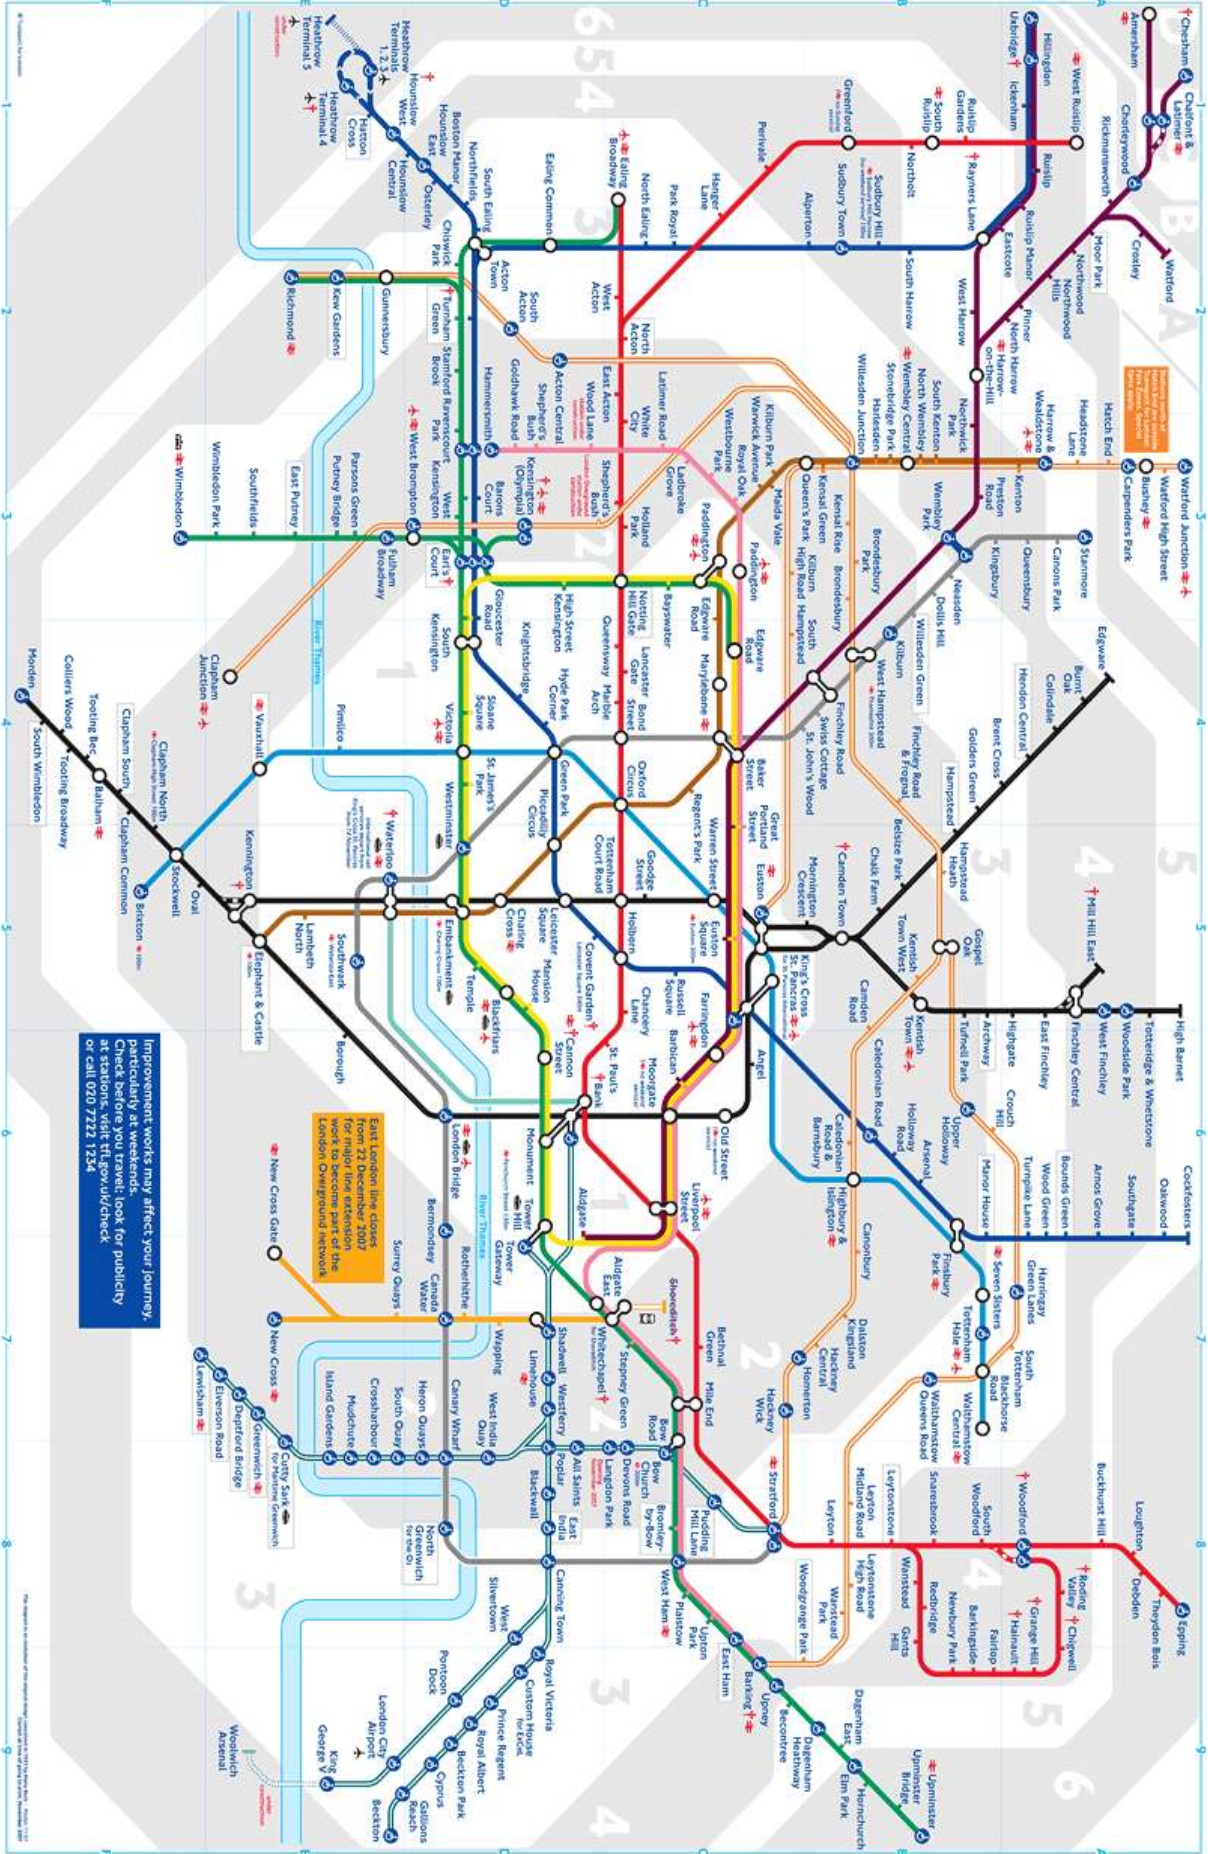 Chesham
Chalfont &
Latimer
Amersham
Chorleywood
Rickmansworth
Watford
Croxley
Moor Park
Northwood
Northwood
Hills
Pinner
North Harrow
Harrow-
on-the-Hill
West Ruislip
Uxbridge
Hillingdon
Ickenham
Ruislip
Ruislip Manor
Eastcote
Rayners Lane
West Harrow
Ruislip
Gardens
South
Ruislip
Northolt
Greenford
Perivale
Hanger
Lane
South Harrow
Sudbury Hill
Sudbury Town
Alperton
Park Royal
North Ealing
Ealing
Broadway
Ealing Common
West
Acton
North
Acton
East Acton
White
City
Wood Lane
Latimer Road
Shepherd's
Bush
Goldhawk Road
Hammersmith
Acton
Town
South
Acton
Acton Central
South Ealing
Northfields
Boston Manor
Osterley
Hounslow
East
Hounslow
Central
Hounslow
West
Hatton
Cross
Heathrow
Terminals
1, 2, 3
Heathrow
Terminal 4
Heathrow
Terminal 5
under
construction
Chiswick
Park
Turnham
Green
Stamford
Brook
Ravenscourt
Park
West
Kensington
Barons
Court
Gunnersbury
Kew Gardens
Richmond
Watford Junction
Watford High Street
Bushey
Carpenders Park
Hatch End
Headstone
Lane
Harrow &
Wealdstone
Kenton
Northwick
Park
Preston
Road
South Kenton
North Wembley
Wembley Central
Stonebridge Park
Harlesden
Willesden Junction
Kensal Green
Queen's Park
Kilburn Park
Maida Vale
Warwick Avenue
Royal Oak
Westbourne
Park
Ladbroke
Grove
Wembley
Park
Stanmore
Canons Park
Queensbury
Kingsbury
Neasden
Dollis Hill
Willesden Green
Kilburn
West Hampstead
Finchley Road
Swiss Cottage
St. John's Wood
Kensal Rise
Brondesbury
Park
Brondesbury
Kilburn
High Road
South
Hampstead
Finchley Road
& Frognal
Hampstead
Heath
Gospel
Oak
Edgware
Burnt
Oak
Colindale
Hendon Central
Brent Cross
Golders Green
Hampstead
Belsize Park
Chalk Farm
Camden Town
Mornington
Crescent
Euston
Mill Hill East
High Barnet
Totteridge & Whetstone
Woodside Park
West Finchley
Finchley Central
East Finchley
Highgate
Archway
Tufnell Park
Kentish
Town
Kentish
Town West
Camden
Road
Caledonian Road
Holloway
Road
Arsenal
Caledonian
Road &
Barnsbury
Upper
Holloway
Crouch
Hill
Cockfosters
Oakwood
Southgate
Arnos Grove
Bounds Green
Wood Green
Turnpike Lane
Manor House
Finsbury
Park
Highbury &
Islington
Canonbury
Seven Sisters
Harringay
Green Lanes
South
Tottenham
Tottenham
Hale
Blackhorse
Road
Walthamstow
Central
Walthamstow
Queens Road
Dalston
Kingsland
Hackney
Central
Homerton
Hackney
Wick
Stratford
Leyton
Midland Road
Leyton
Leytonstone
Leytonstone
High Road
Wanstead
Park
Woodgrange Park
Snaresbrook
South
Woodford
Woodford
Buckhurst Hill
Loughton
Debden
Theydon Bois
Epping
Roding
Valley
Chigwell
Grange Hill
Hainault
Fairlop
Barkingside
Newbury Park
Gants
Hill
Redbridge
Wanstead
Upminster
Upminster
Bridge
Hornchurch
Elm Park
Dagenham
East
Dagenham
Heathway
Becontree
Upney
Barking
East Ham
Upton
Park
Plaistow
West Ham
Bromley-
by-Bow
Bow
Road
Bow
Church
Pudding
Mill Lane
Mile End
Bethnal
Green
Stepney Green
Whitechapel
Shoreditch
Aldgate
East
Aldgate
Liverpool
Street
Old Street
Moorgate
Angel
King's Cross
St. Pancras
Farringdon
Barbican
Euston
Square
Warren Street
Great
Portland
Street
Baker
Street
Regent's Park
Marylebone
Edgware
Road
Edgware
Road
Paddington
Paddington
Bayswater
Notting
Hill Gate
Queensway
Lancaster
Gate
Marble
Arch
Bond
Street
Oxford
Circus
Tottenham
Court Road
Goodge
Street
Holborn
Russell
Square
Chancery
Lane
St. Paul's
Bank
Holland
Park
Shepherd's
Bush
Kensington
(Olympia)
High Street
Kensington
Earl's
Court
Gloucester
Road
South
Kensington
Knightsbridge
Hyde Park
Corner
Green Park
Piccadilly
Circus
Leicester
Square
Covent Garden
Charing
Cross
Sloane
Square
Victoria
St. James's
Park
Westminster
Embankment
Temple
Blackfriars
Mansion
House
Cannon
Street
Monument
Tower
Hill
Tower
Gateway
West Brompton
Fulham
Broadway
Parsons Green
Putney Bridge
East Putney
Southfields
Wimbledon Park
Wimbledon
Clapham
Junction
River Thames
Pimlico
Vauxhall
Stockwell
Brixton
Waterloo
Southwark
Lambeth
North
Kennington
Elephant & Castle
Borough
Oval
Clapham North
Clapham Common
Clapham South
Balham
Tooting Bec
Tooting Broadway
Colliers Wood
South Wimbledon
Morden
London Bridge
Bermondsey
River Thames
Canada
Water
Rotherhithe
Wapping
Surrey Quays
New Cross Gate
New Cross
Shadwell
Limehouse
Westferry
Poplar
All Saints
Langdon Park
Devons Road
West India
Quay
Canary Wharf
Heron Quays
South Quay
Crossharbour
Mudchute
Island Gardens
Cutty Sark
for Maritime Greenwich
Greenwich
Deptford Bridge
Elverson Road
Lewisham
Blackwall
East
India
Canning Town
North
Greenwich
for the O2
Royal Victoria
Custom House
for ExCeL
Prince Regent
Royal Albert
Beckton Park
Cyprus
Gallions
Reach
Beckton
West
Silvertown
Pontoon
Dock
London City
Airport
King
George V
Woolwich
Arsenal
under
construction
East London line closes
from 22 December 2007
for major line extension
work to become part of the
London Overground network
Improvement works may affect your journey,
particularly at weekends.
Check before you travel; look for publicity
at stations, visit tfl.gov.uk/check
or call 020 7222 1234